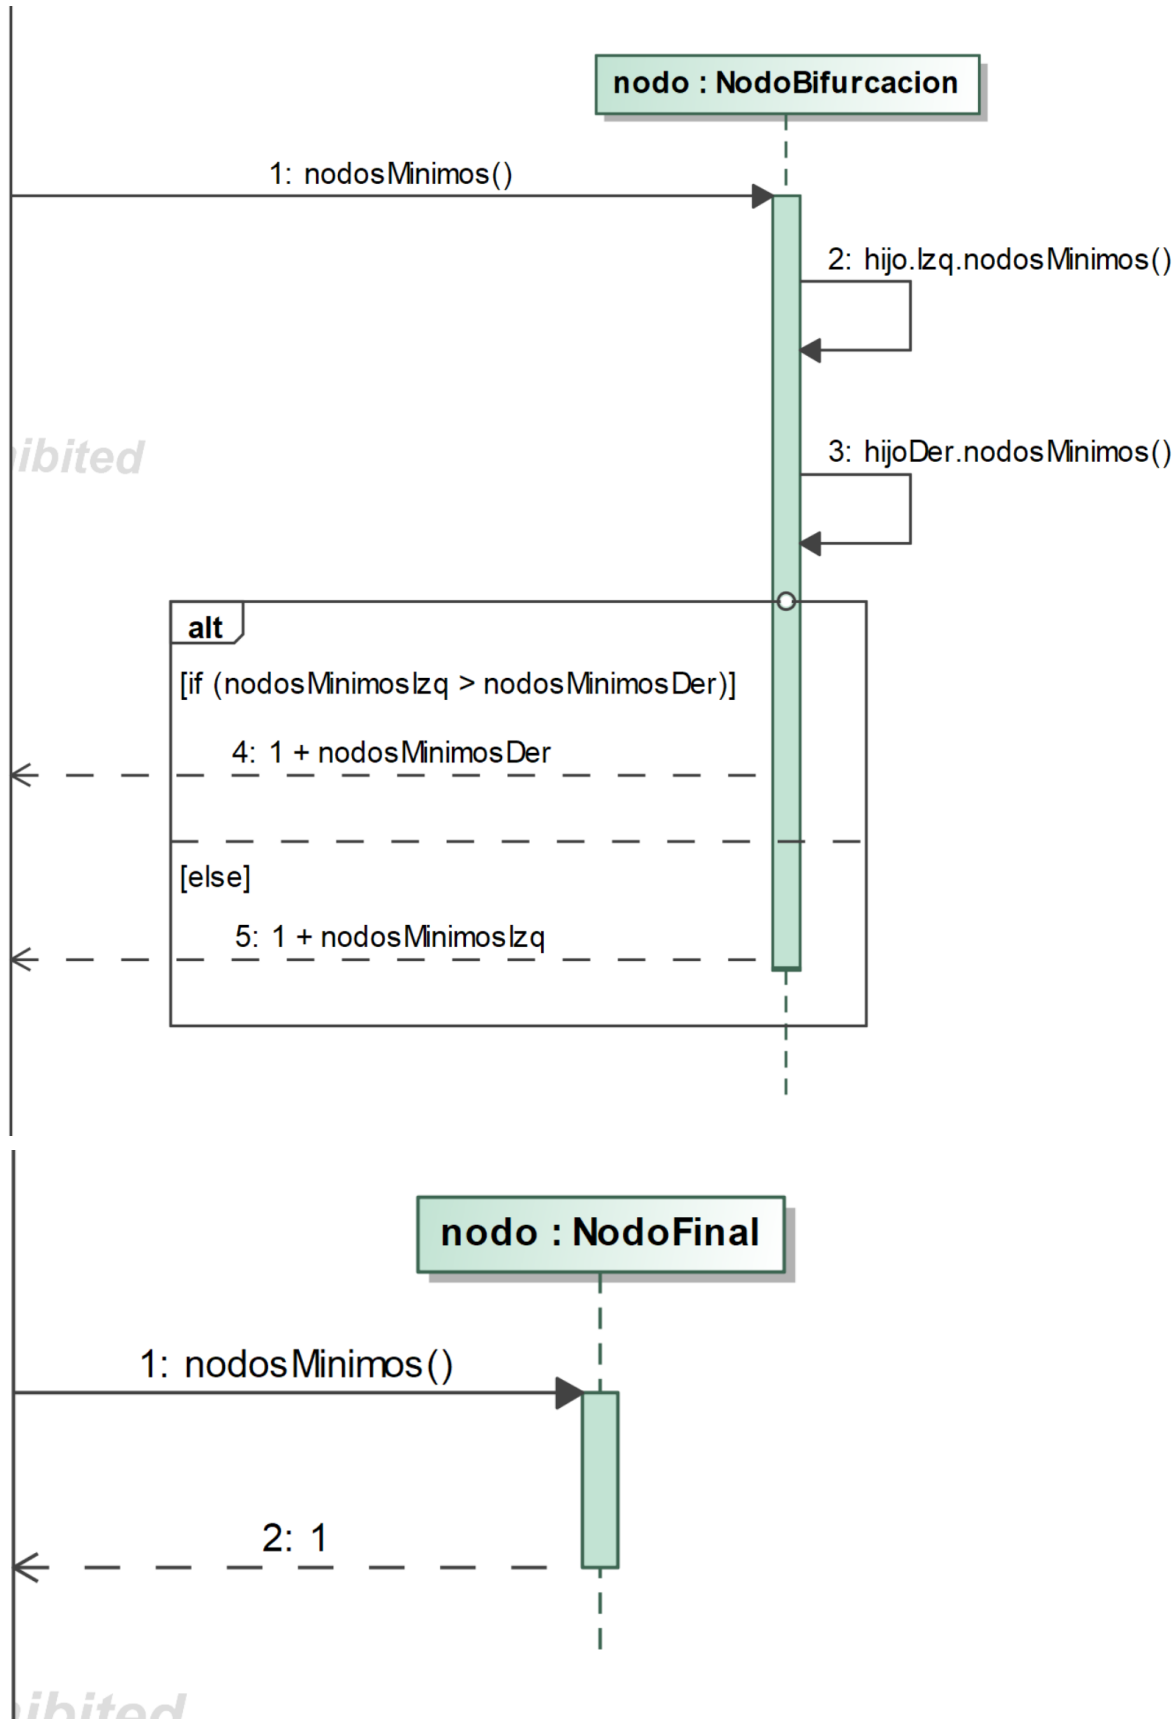 nodo : NodoBifurcacion
1: nodosMinimos()
2: hijo.Izq.nodosMinimos()
3: hijoDer.nodosMinimos()
ibited
alt
[if (nodosMinimosIzq > nodosMinimosDer)]
4: 1 + nodosMinimosDer
[else]
5: 1 + nodosMinimosIzq
nodo : NodoFinal
1: nodosMinimos()
2: 1
ibited